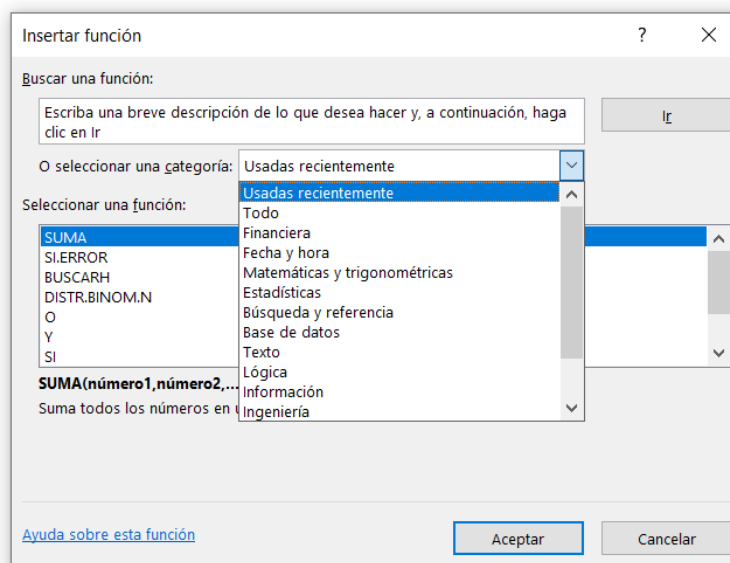 Insertar función
Buscar una función:
Escriba una breve descripción de lo que desea hacer y, a continuación, haga
clic en Ir
Ir
O seleccionar una categoría: Usadas recientemente
Usadas recientemente
Todo
Financiera
Fecha y hora
Matemáticas y trigonométricas
Estadísticas
Búsqueda y referencia
Base de datos
Texto
Lógica
Información
Ingeniería
Seleccionar una función:
SUMA
SI.ERROR
BUSCARH
DISTR.BINOM.N
O
Y
SI
SUMA(número1,número2,...
Suma todos los números en
Ayuda sobre esta función
Aceptar
Cancelar